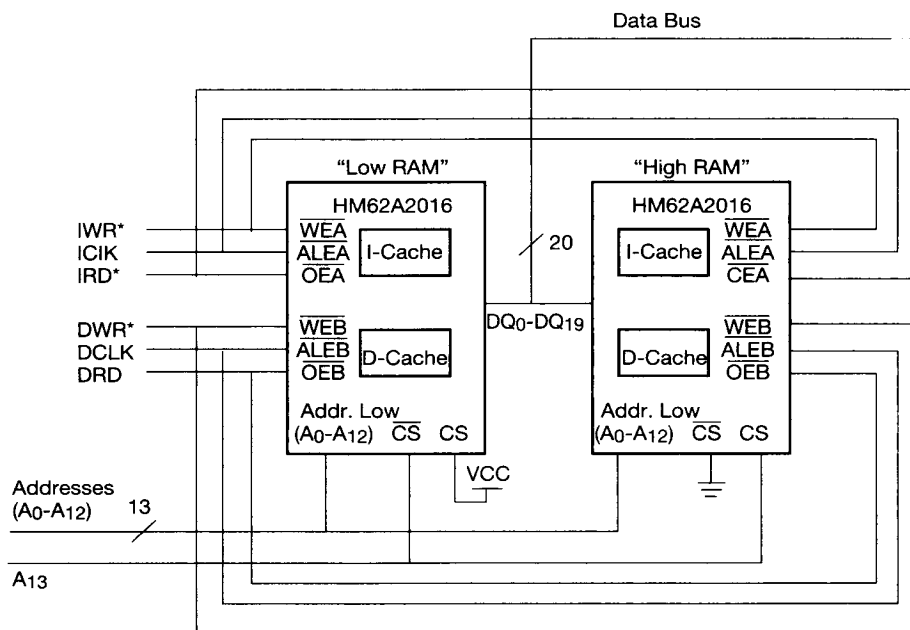 Data Bus
“Low RAM”
“High RAM”
HM62A2016
HM62A2016
IWR*
ICIK
IRD*
WEA
ALEA
OEA
I-Cache
20
I-Cache
WEA
ALEA
CEA
DQ0-DQ19
DWR*
DCLK
DRD
WEB
ALEB
OEB
D-Cache
D-Cache
WEB
ALEB
OEB
Addr. Low
(A0-A12) CS CS
Addr. Low
(A0-A12) CS CS
VCC
Addresses
(A0-A12)
13
A13